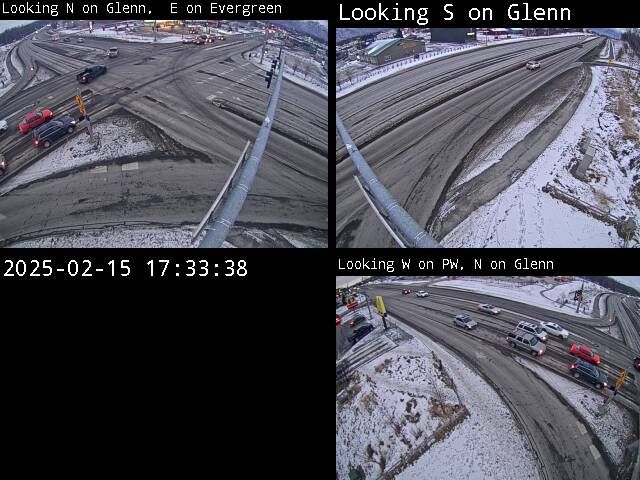 Looking N on Glenn,  E on Evergreen
Looking S on Glenn
2025-02-15 17:33:38
Looking W on PW, N on Glenn